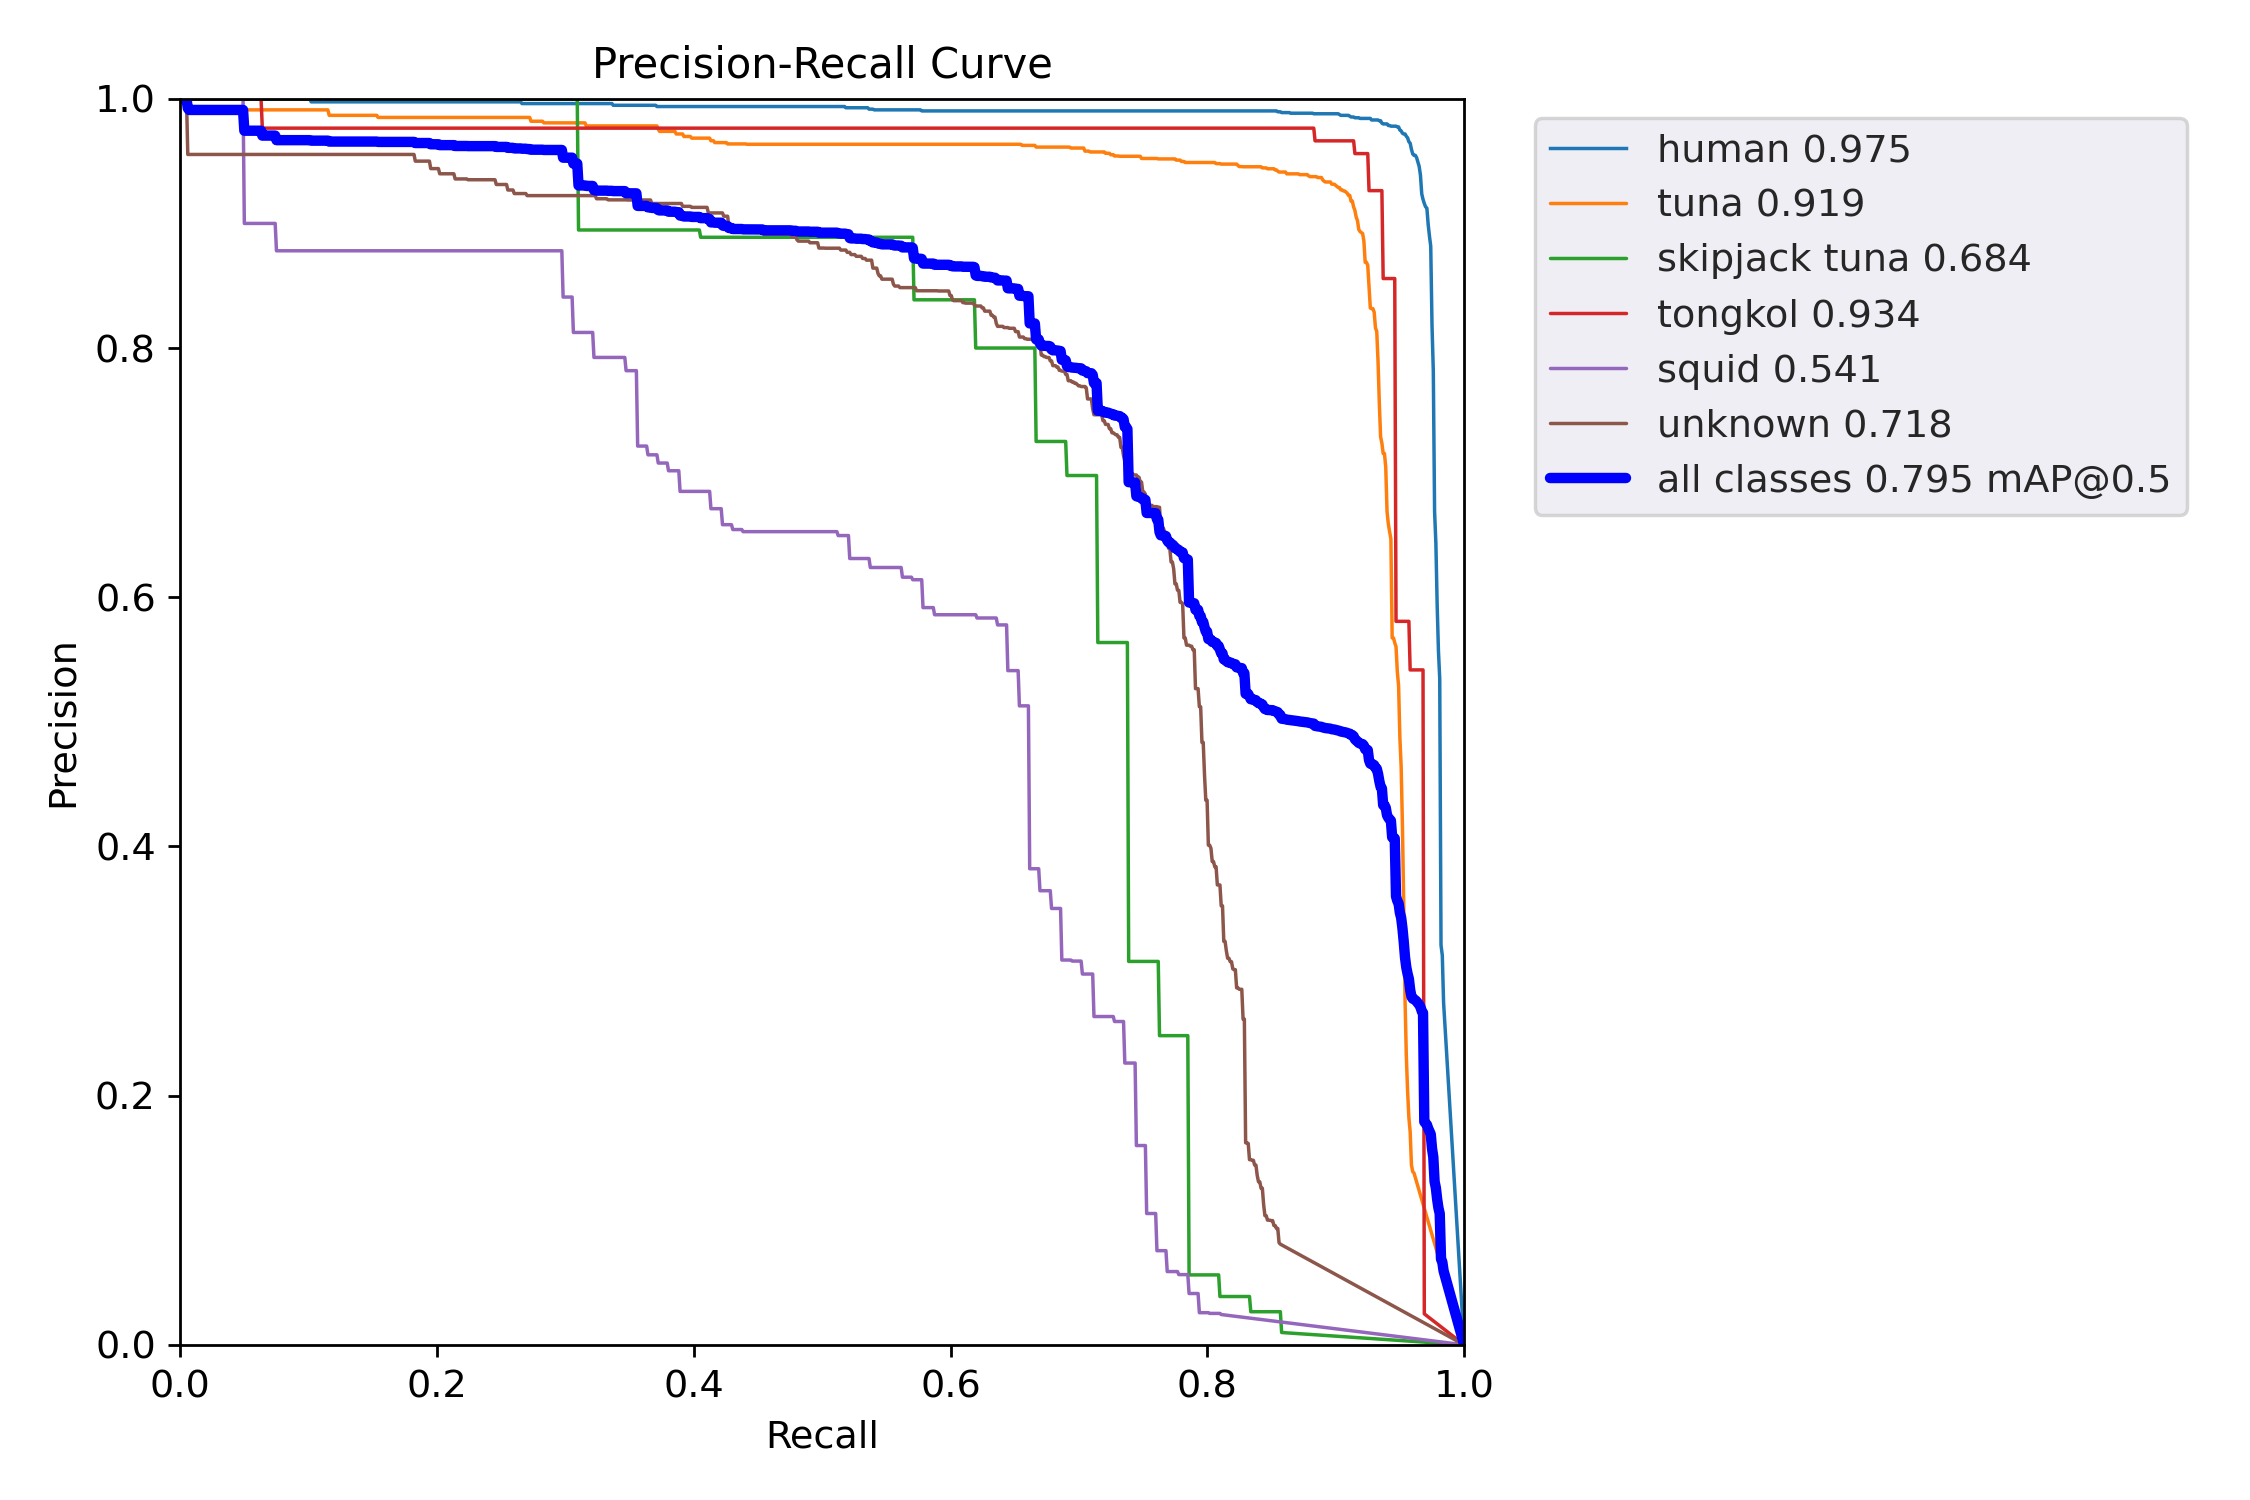 Precision-Recall Curve
1.0
0.8
0.6
0.4
0.2
0.0
Precision
0.0 0.2 0.4 0.6 0.8 1.0
Recall
human 0.975
tuna 0.919
skipjack tuna 0.684
tongkol 0.934
squid 0.541
unknown 0.718
all classes 0.795 mAP@0.5